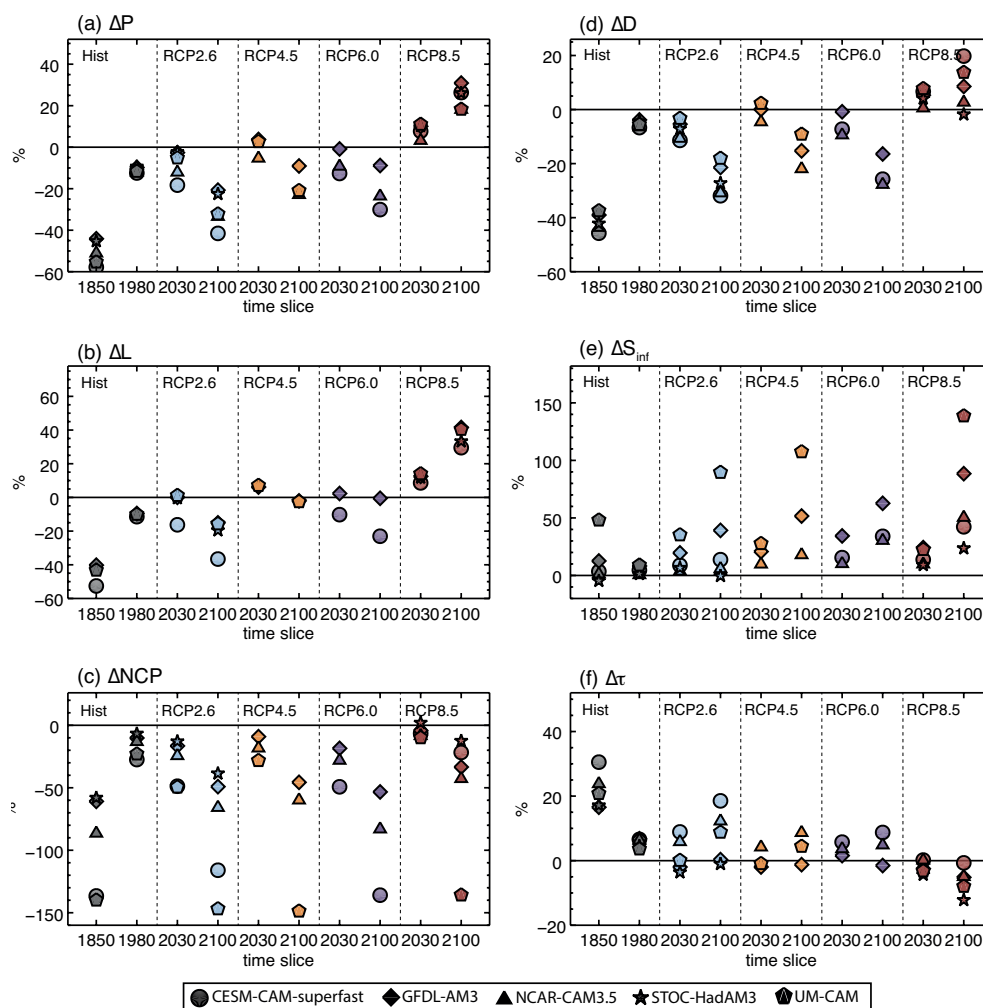 (a) ΔP
Hist RCP2.6 RCP4.5 RCP6.0 RCP8.5
40
20
0
−20
−40
−60
%
1850 1980 2030 2100 2030 2100 2030 2100 2030 2100
time slice
(d) ΔD
Hist RCP2.6 RCP4.5 RCP6.0 RCP8.5
20
0
−20
−40
−60
%
1850 1980 2030 2100 2030 2100 2030 2100 2030 2100
time slice
(b) ΔL
Hist RCP2.6 RCP4.5 RCP6.0 RCP8.5
60
40
20
0
−20
−40
−60
%
1850 1980 2030 2100 2030 2100 2030 2100 2030 2100
time slice
(e) ΔS_inf
Hist RCP2.6 RCP4.5 RCP6.0 RCP8.5
150
100
50
0
%
1850 1980 2030 2100 2030 2100 2030 2100 2030 2100
time slice
(c) ΔNCP
Hist RCP2.6 RCP4.5 RCP6.0 RCP8.5
0
−50
−100
−150
%
1850 1980 2030 2100 2030 2100 2030 2100 2030 2100
time slice
(f) Δτ
Hist RCP2.6 RCP4.5 RCP6.0 RCP8.5
40
20
0
−20
%
1850 1980 2030 2100 2030 2100 2030 2100 2030 2100
time slice
CESM-CAM-superfast GFDL-AM3 NCAR-CAM3.5 STOC-HadAM3 UM-CAM